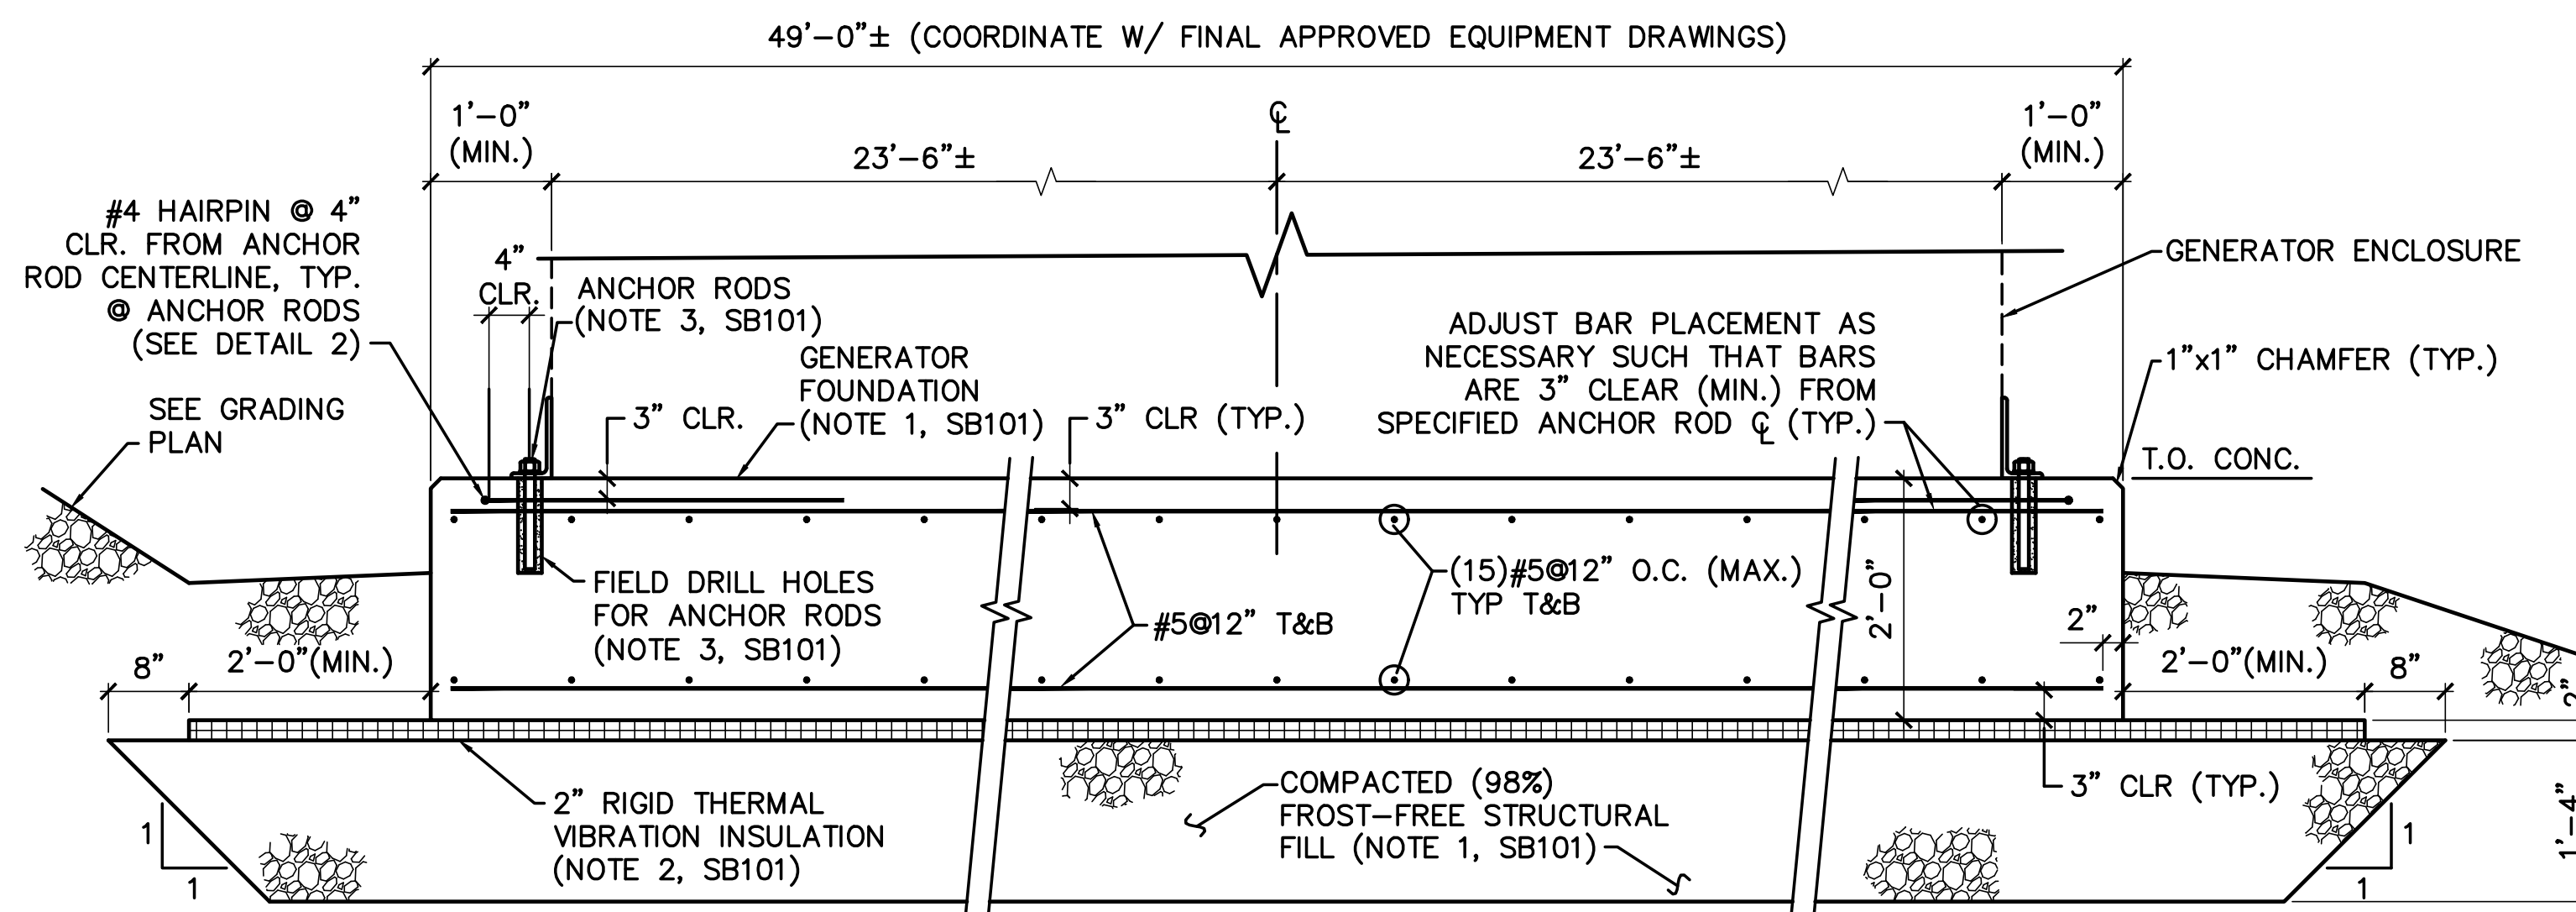 49'-0"± (COORDINATE W/ FINAL APPROVED EQUIPMENT DRAWINGS)
1'-0"
(MIN.)
23'-6"±
℄
23'-6"±
1'-0"
(MIN.)
#4 HAIRPIN @ 4"
CLR. FROM ANCHOR
ROD CENTERLINE, TYP.
@ ANCHOR RODS
(SEE DETAIL 2)
4"
CLR.
ANCHOR RODS
(NOTE 3, SB101)
GENERATOR
FOUNDATION
(NOTE 1, SB101)
ADJUST BAR PLACEMENT AS
NECESSARY SUCH THAT BARS
ARE 3" CLEAR (MIN.) FROM
SPECIFIED ANCHOR ROD ℄ (TYP.)
GENERATOR ENCLOSURE
1"x1" CHAMFER (TYP.)
SEE GRADING
PLAN
3" CLR.
3" CLR (TYP.)
T.O. CONC.
FIELD DRILL HOLES
FOR ANCHOR RODS
(NOTE 3, SB101)
#5@12" T&B
(15)#5@12" O.C. (MAX.)
TYP T&B
2'-0"
2"
8"
2'-0"(MIN.)
2'-0"(MIN.)
8"
2"
3" CLR (TYP.)
1'-4"
2" RIGID THERMAL
VIBRATION INSULATION
(NOTE 2, SB101)
COMPACTED (98%)
FROST-FREE STRUCTURAL
FILL (NOTE 1, SB101)
1
1
1
1